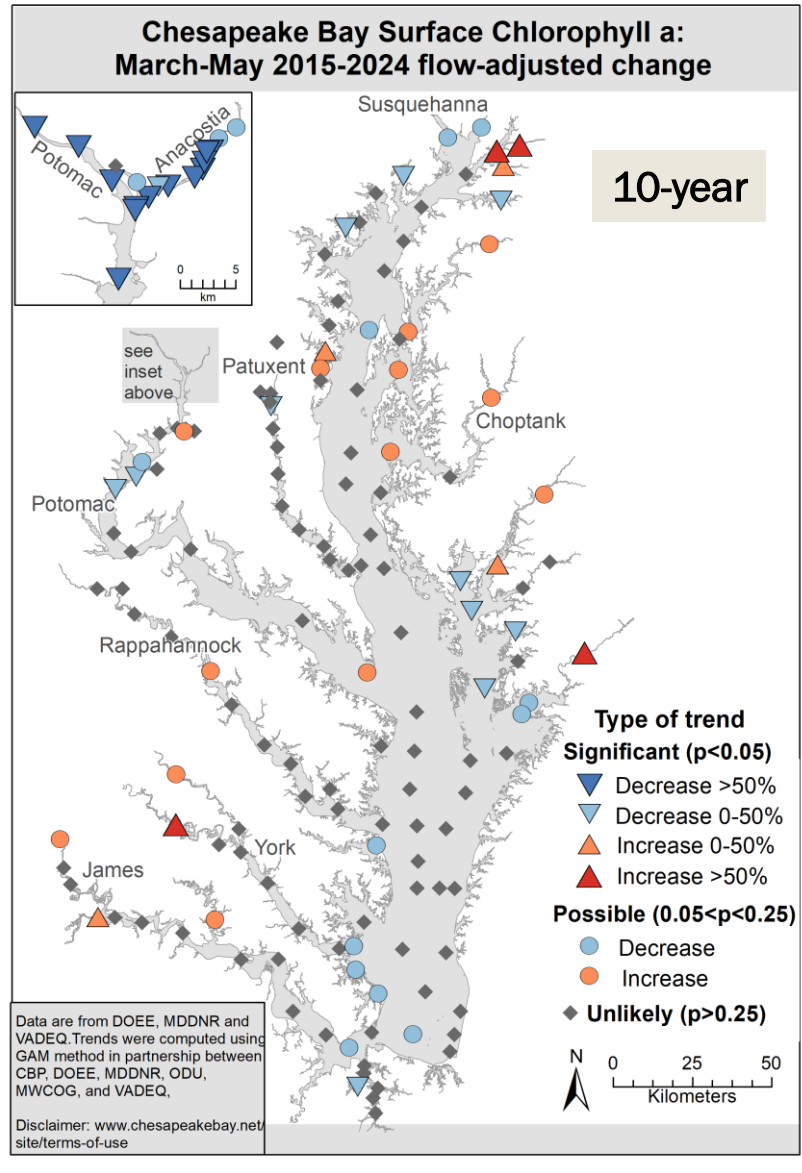 Chesapeake Bay Surface Chlorophyll a:
March-May 2015-2024 flow-adjusted change
Susquehanna
Anacostia
Potomac
10-year
0 5
km
see
inset
above
Patuxent
Choptank
Potomac
Rappahannock
York
James
Type of trend
Significant (p<0.05)
Decrease >50%
Decrease 0-50%
Increase 0-50%
Increase >50%
Possible (0.05<p<0.25)
Decrease
Increase
Unlikely (p>0.25)
Data are from DOEE, MDDNR and
VADEQ.Trends were computed using
GAM method in partnership between
CBP, DOEE, MDDNR, ODU,
MWCOG, and VADEQ,
Disclaimer: www.chesapeakebay.net/
site/terms-of-use
N
0 25 50
Kilometers